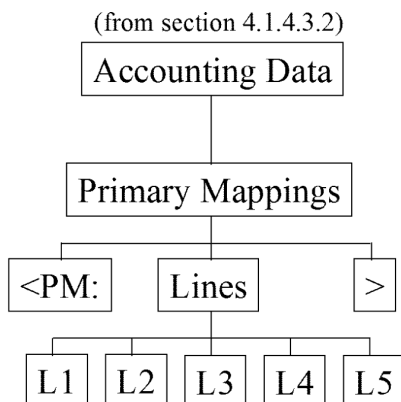 (from section 4.1.4.3.2)
Accounting Data
Primary Mappings
<PM: Lines >
L1 L2 L3 L4 L5